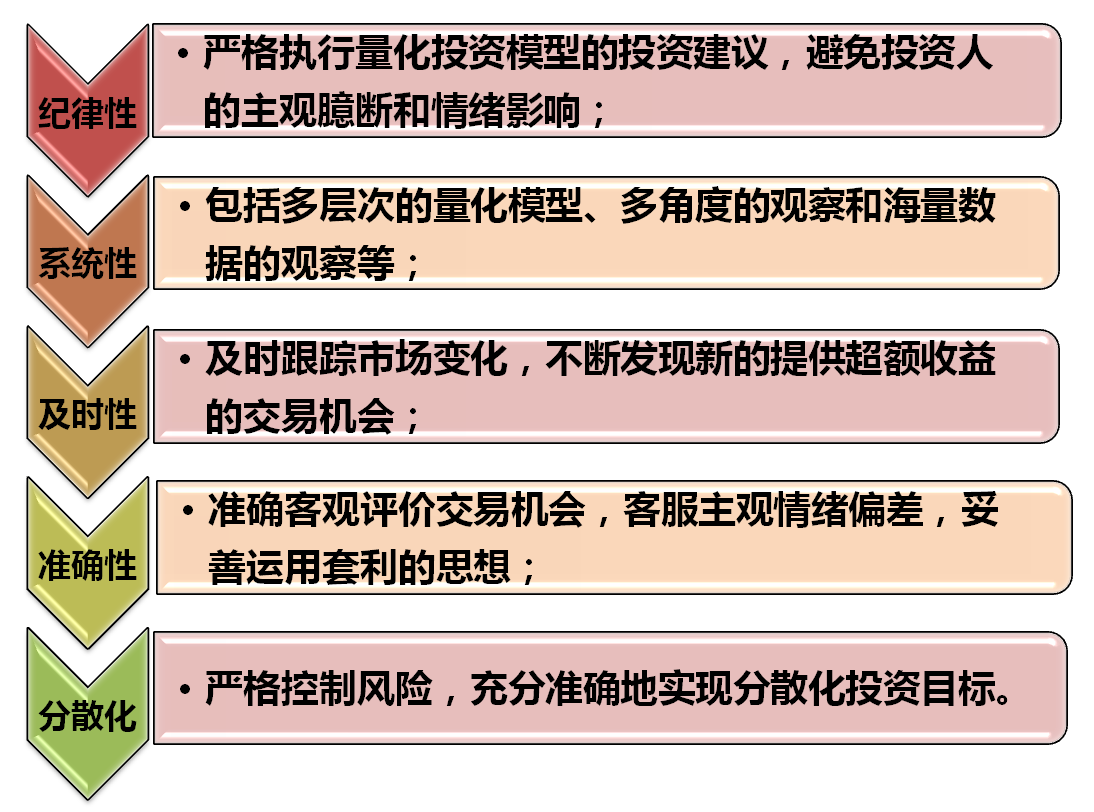 纪律性
• 严格执行量化投资模型的投资建议，避免投资人
的主观臆断和情绪影响；
系统性
• 包括多层次的量化模型、多角度的观察和海量数
据的观察等；
及时性
• 及时跟踪市场变化，不断发现新的提供超额收益
的交易机会；
准确性
• 准确客观评价交易机会，客服主观情绪偏差，妥
善运用套利的思想；
分散化
• 严格控制风险，充分准确地实现分散化投资目标。